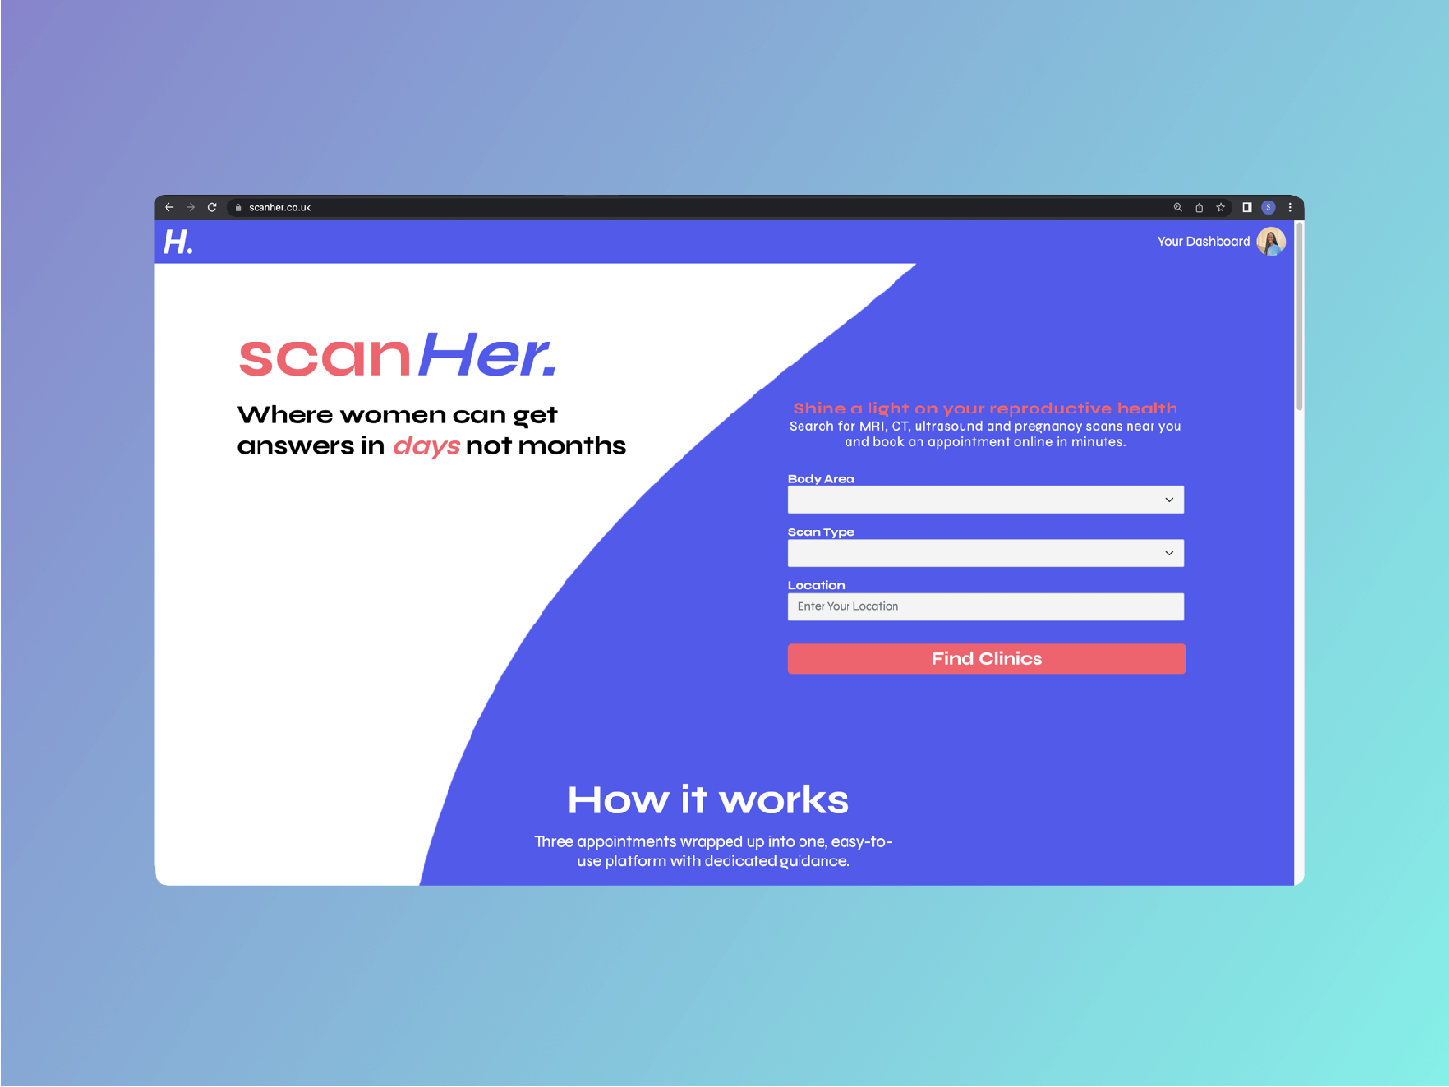 scanher.co.uk
S
H.
Your Dashboard
scanHer.
Where women can get
answers in days not months
Shine a light on your reproductive health
Search for MRI, CT, ultrasound and pregnancy scans near you
and book an appointment online in minutes.
Body Area
Scan Type
Location
Enter Your Location
Find Clinics
How it works
Three appointments wrapped up into one, easy-to-
use platform with dedicated guidance.